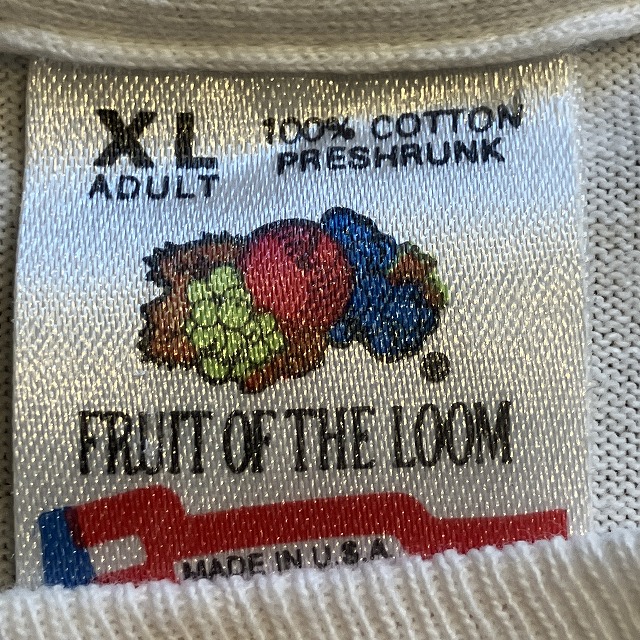 XL
ADULT
100% COTTON
PRESHRUNK
®
FRUIT OF THE LOOM
MADE IN U.S.A.